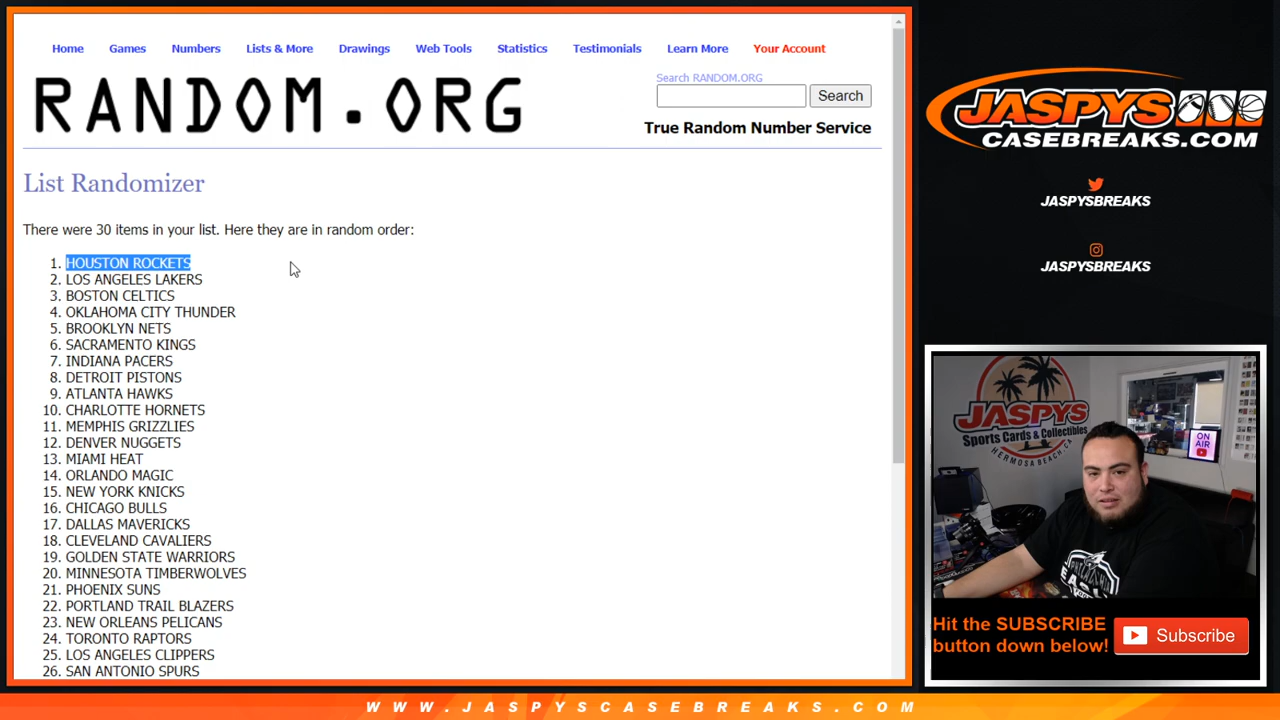 Home Games Numbers Lists & More Drawings Web Tools Statistics Testimonials Learn More Your Account
RANDOM.ORG
Search RANDOM.ORG
Search
True Random Number Service
List Randomizer
There were 30 items in your list. Here they are in random order:
1. HOUSTON ROCKETS
2. LOS ANGELES LAKERS
3. BOSTON CELTICS
4. OKLAHOMA CITY THUNDER
5. BROOKLYN NETS
6. SACRAMENTO KINGS
7. INDIANA PACERS
8. DETROIT PISTONS
9. ATLANTA HAWKS
10. CHARLOTTE HORNETS
11. MEMPHIS GRIZZLIES
12. DENVER NUGGETS
13. MIAMI HEAT
14. ORLANDO MAGIC
15. NEW YORK KNICKS
16. CHICAGO BULLS
17. DALLAS MAVERICKS
18. CLEVELAND CAVALIERS
19. GOLDEN STATE WARRIORS
20. MINNESOTA TIMBERWOLVES
21. PHOENIX SUNS
22. PORTLAND TRAIL BLAZERS
23. NEW ORLEANS PELICANS
24. TORONTO RAPTORS
25. LOS ANGELES CLIPPERS
26. SAN ANTONIO SPURS
JASPYS
CASEBREAKS.COM
JASPYSBREAKS
JASPYSBREAKS
JASPYS
Sports Cards & Collectibles
HERMOSA BEACH, CA
ON
AIR
Hit the SUBSCRIBE
button down below!
Subscribe
WWW.JASPYSCASEBREAKS.COM